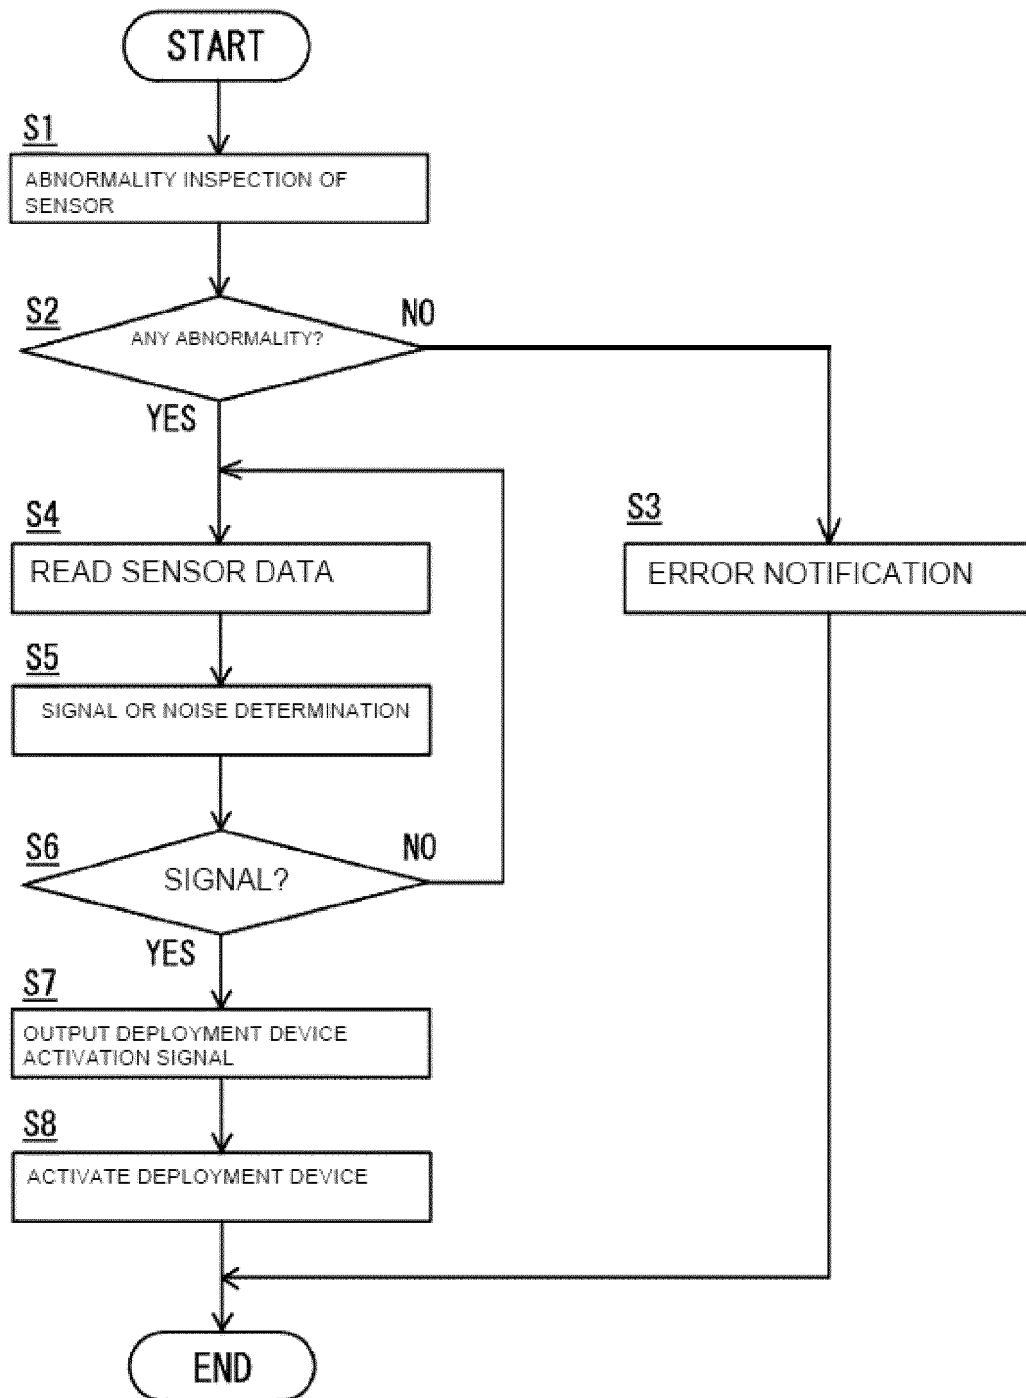 START
S1
ABNORMALITY INSPECTION OF
SENSOR
S2
ANY ABNORMALITY?
NO
YES
S4
READ SENSOR DATA
S3
ERROR NOTIFICATION
S5
SIGNAL OR NOISE DETERMINATION
S6
SIGNAL?
NO
YES
S7
OUTPUT DEPLOYMENT DEVICE
ACTIVATION SIGNAL
S8
ACTIVATE DEPLOYMENT DEVICE
END